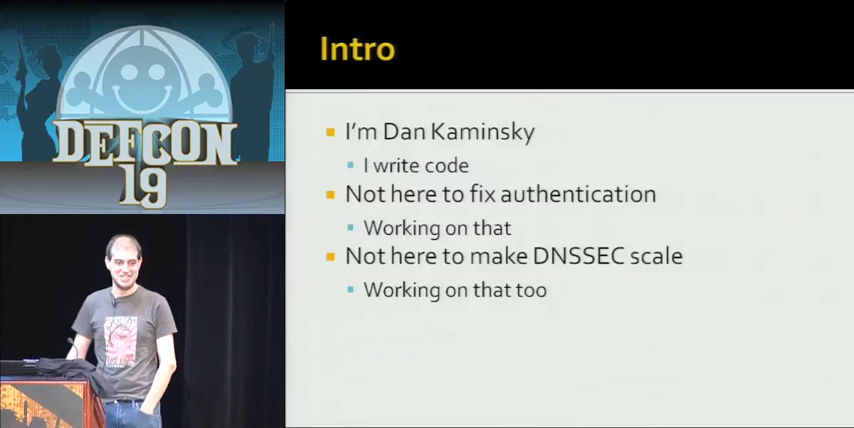 DEFCON
19
Intro
I'm Dan Kaminsky
I write code
Not here to fix authentication
Working on that
Not here to make DNSSEC scale
Working on that too